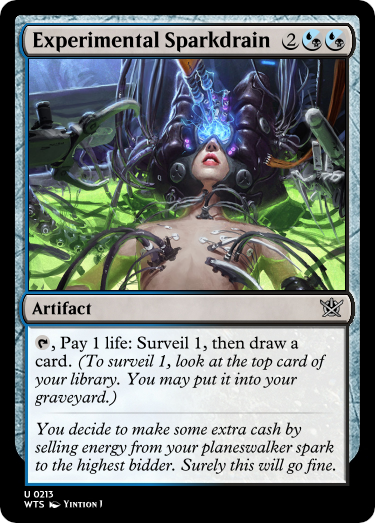 Experimental Sparkdrain 2
Artifact
, Pay 1 life: Surveil 1, then draw a
card. (To surveil 1, look at the top card of
your library. You may put it into your
graveyard.)
You decide to make some extra cash by
selling energy from your planeswalker spark
to the highest bidder. Surely this will go fine.
U 0213
WTS Yintion J